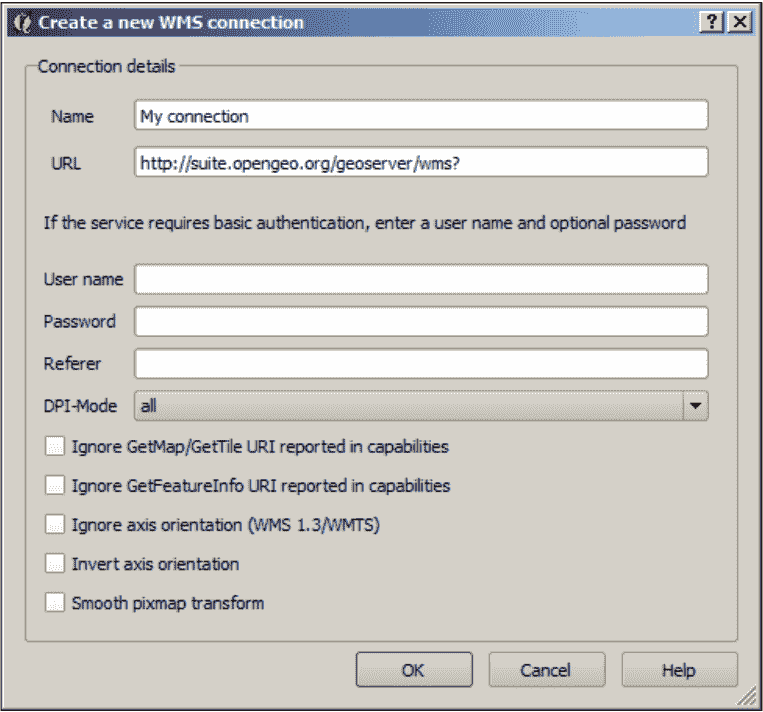 Create a new WMS connection
Connection details
Name My connection
URL http://suite.opengeo.org/geoserver/wms?
If the service requires basic authentication, enter a user name and optional password
User name
Password
Referer
DPI-Mode all
Ignore GetMap/GetTile URI reported in capabilities
Ignore GetFeatureInfo URI reported in capabilities
Ignore axis orientation (WMS 1.3/WMTS)
Invert axis orientation
Smooth pixmap transform
OK Cancel Help